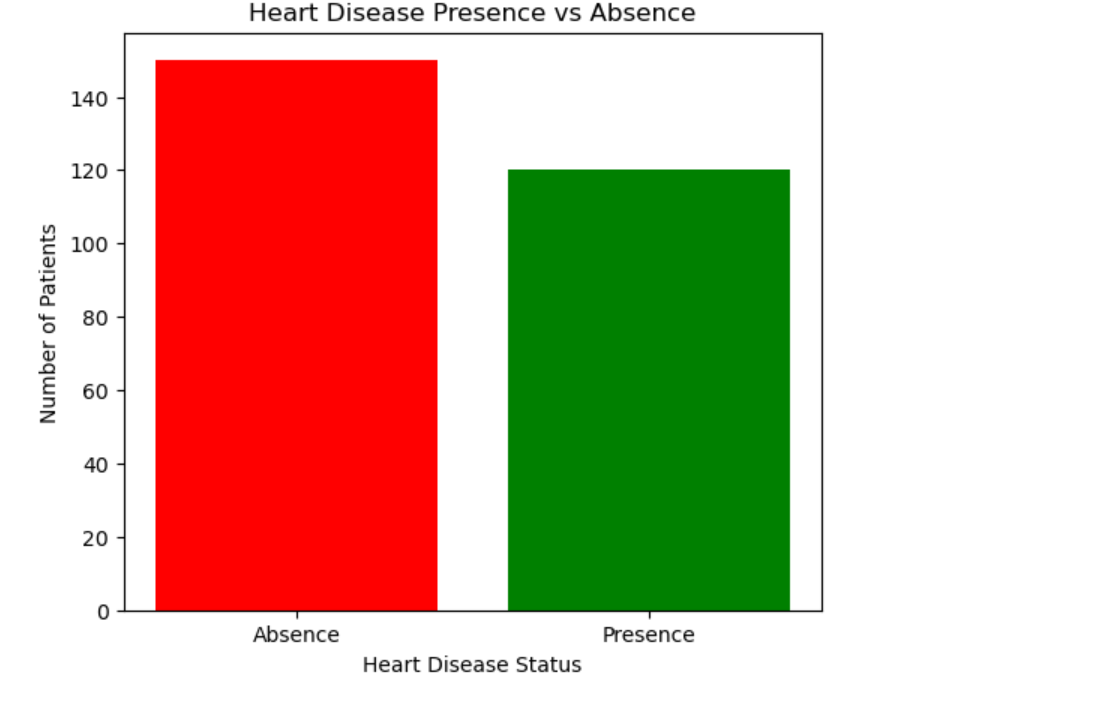 Heart Disease Presence vs Absence
140
120
100
80
60
40
20
0
Number of Patients
Absence Presence
Heart Disease Status